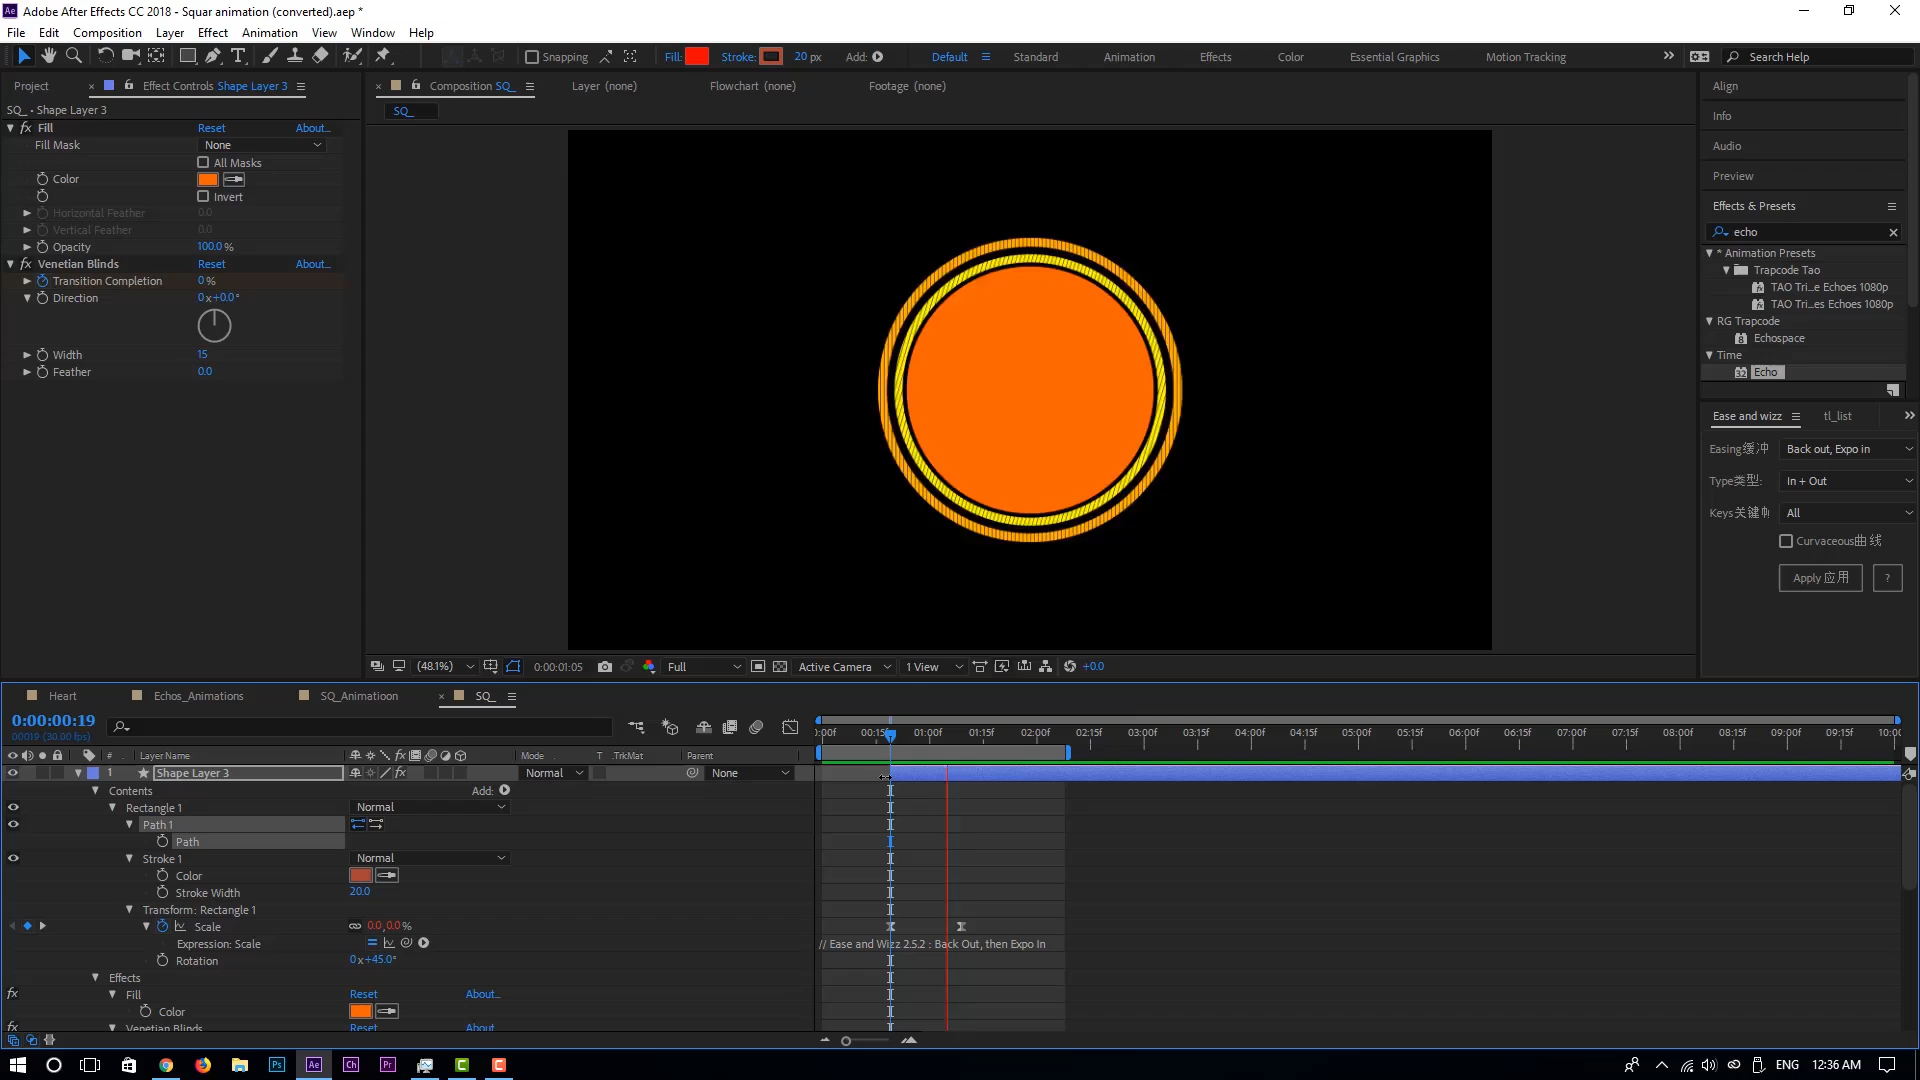 Adobe After Effects CC 2018 - Squar animation (converted).aep *
File Edit Composition Layer Effect Animation View Window Help
Snapping Fill: Stroke: 20 px Add: Default Standard Animation Effects Color Essential Graphics Motion Tracking Search Help
Project Effect Controls Shape Layer 3 Composition SQ_ Layer (none) Flowchart (none) Footage (none) Align
SQ_ • Shape Layer 3 SQ_ Info
fx Fill Reset About...
Fill Mask None Audio
All Masks
Color Preview
Invert
Horizontal Feather 0.0 Effects & Presets
Vertical Feather 0.0 echo
Opacity 100.0 % * Animation Presets
fx Venetian Blinds Reset About... Trapcode Tao
Transition Completion 0 % TAO Tri...e Echoes 1080p
Direction 0x+0.0° TAO Tri...es Echoes 1080p
RG Trapcode
Echospace
Width 15 Time
Feather 0.0 Echo
Ease and wizz tl_list
Easing缓冲 Back out, Expo in
Type类型: In + Out
Keys关键帧 All
Curvaceous曲线
Apply 应用 ?
(48.1%) 0:00:01:05 Full Active Camera 1 View +0.0
Heart Echos_Animations SQ_Animatioon SQ_
0:00:00:19
00019 (30.00 fps)
:00f 00:15f 01:00f 01:15f 02:00f 02:15f 03:00f 03:15f 04:00f 04:15f 05:00f 05:15f 06:00f 06:15f 07:00f 07:15f 08:00f 08:15f 09:00f 09:15f 10:00
# Layer Name fx Mode T .TrkMat Parent
1 Shape Layer 3 fx Normal None
Contents Add:
Rectangle 1 Normal
Path 1
Path
Stroke 1 Normal
Color
Stroke Width 20.0
Transform: Rectangle 1
Scale 0.0,0.0 %
Expression: Scale // Ease and Wizz 2.5.2 : Back Out, then Expo In
Rotation 0x+45.0°
Effects
fx Fill Reset About...
Color
fx Venetian Blinds Reset About...
Ps Ae Ch Pr C C ENG 12:36 AM